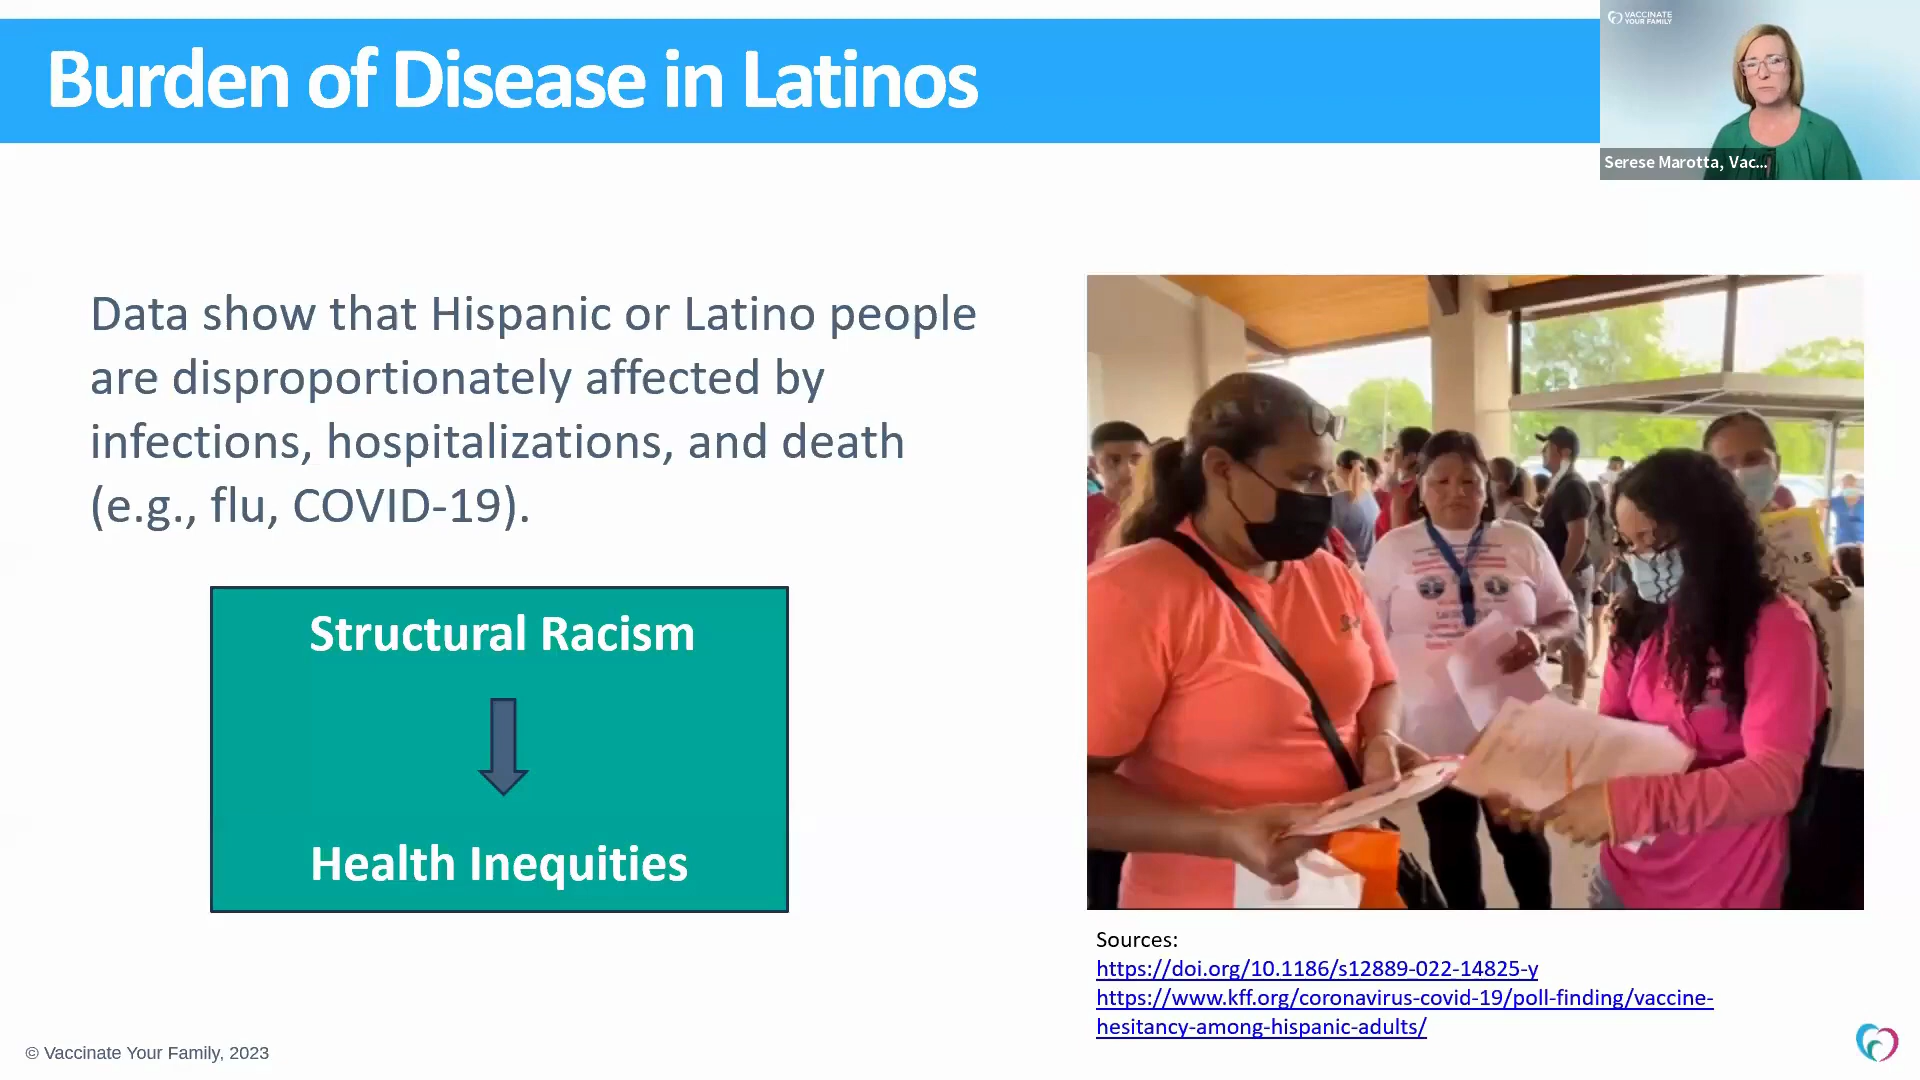 Burden of Disease in Latinos
VACCINATE
YOUR FAMILY
Serese Marotta, Vac...
Data show that Hispanic or Latino people
are disproportionately affected by
infections, hospitalizations, and death
(e.g., flu, COVID-19).
Structural Racism
Health Inequities
Sources:
https://doi.org/10.1186/s12889-022-14825-y
https://www.kff.org/coronavirus-covid-19/poll-finding/vaccine-
hesitancy-among-hispanic-adults/
© Vaccinate Your Family, 2023